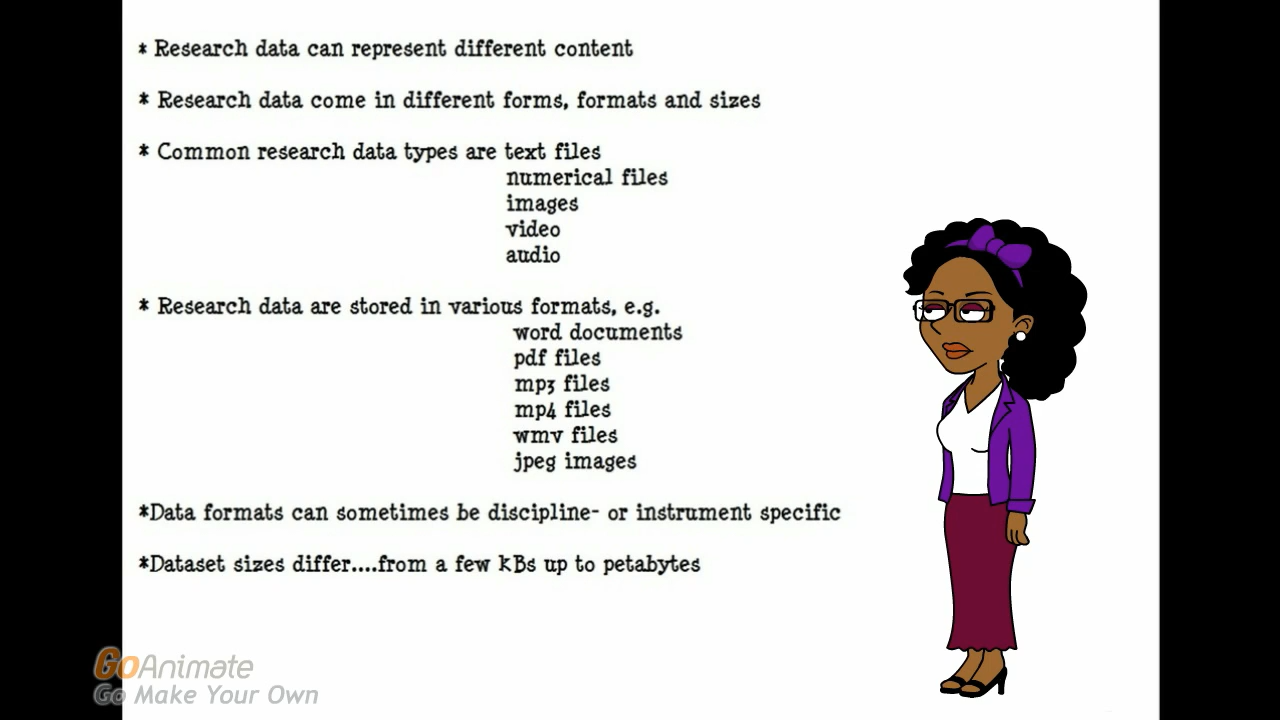 * Research data can represent different content
* Research data come in different forms, formats and sizes
* Common research data types are text files
numerical files
images
video
audio
* Research data are stored in various formats, e.g.
word documents
pdf files
mp3 files
mp4 files
wmv files
jpeg images
*Data formats can sometimes be discipline- or instrument specific
*Dataset sizes differ....from a few kBs up to petabytes
GoAnimate
Go Make Your Own